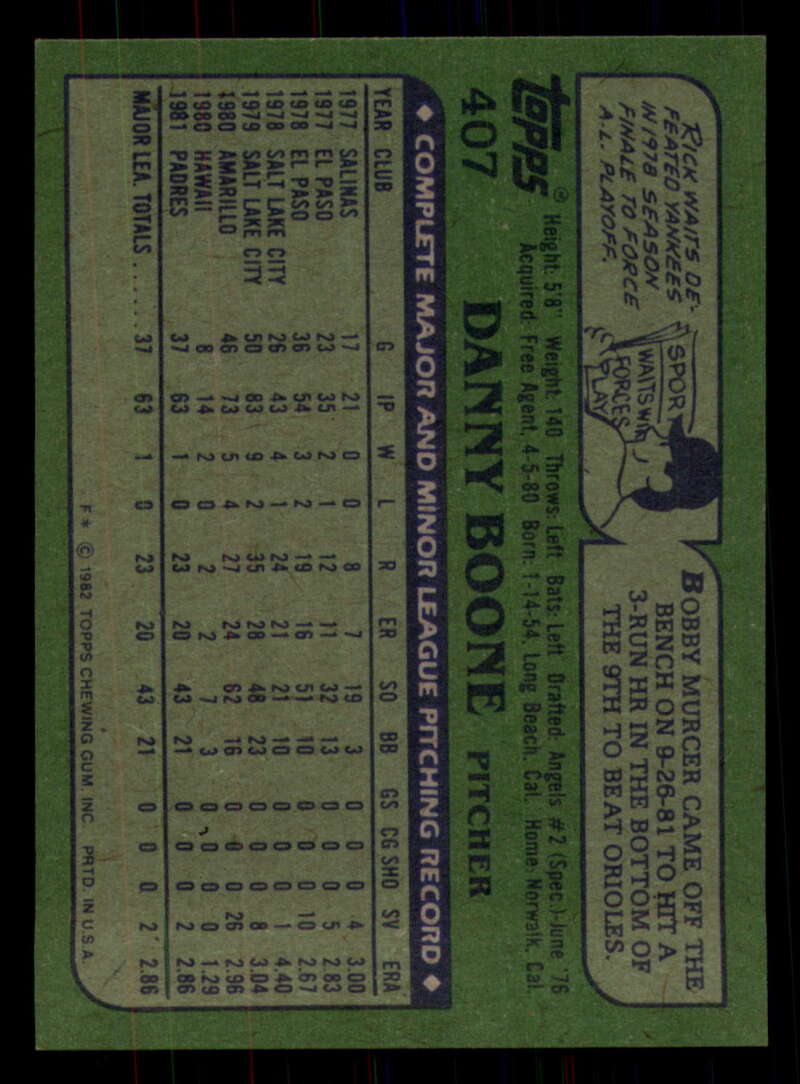 RICK WAITS DE-
FEATED YANKEES
IN 1978 SEASON
FINALE TO FORCE
A.L. PLAYOFF.
SPORT
WAITS WIN
FORCES
PLAY
BOBBY MURCER CAME OFF THE
BENCH ON 9-26-81 TO HIT A
3-RUN HR IN THE BOTTOM OF
THE 9TH TO BEAT ORIOLES.
TOPPS®
Height: 5'8" Weight: 140 Throws: Left Bats: Left Drafted: Angels #2 (Spec.)-June '76
Acquired: Free Agent, 4-5-80 Born: 1-14-54, Long Beach, Cal. Home: Norwalk, Cal.
407 DANNY BOONE PITCHER
◆ COMPLETE MAJOR AND MINOR LEAGUE PITCHING RECORD ◆
YEAR CLUB G IP W L R ER SO BB GS CG SHO SV ERA
1977 SALINAS 17 21 0 0 8 7 19 3 0 0 0 4 3.00
1977 EL PASO 23 35 2 1 12 11 32 13 0 0 0 5 2.83
1978 EL PASO 36 54 3 2 19 16 51 10 0 0 0 10 2.67
1978 SALT LAKE CITY 26 43 4 1 24 21 21 10 0 0 0 1 4.40
1979 SALT LAKE CITY 50 83 9 2 35 28 48 23 0 0 0 8 3.04
1980 AMARILLO 46 73 5 4 27 24 62 16 0 0 0 26 2.96
1980 HAWAII 8 14 2 0 2 2 7 3 0 0 0 0 1.29
1981 PADRES 37 63 1 0 23 20 43 21 0 0 0 2 2.86
MAJOR LEA. TOTALS ...... 37 63 1 0 23 20 43 21 0 0 0 2 2.86
F* © 1982 TOPPS CHEWING GUM, INC. PRTD. IN U.S.A.